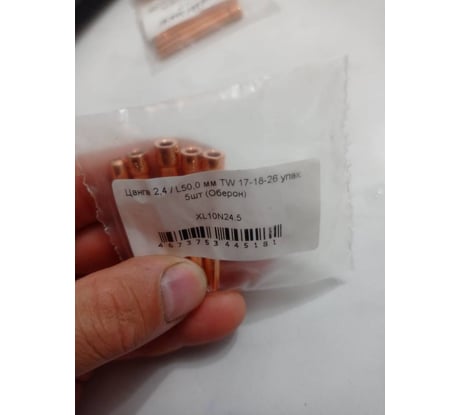 Цанга 2,4 / L50,0 мм TW 17-18-26 упак
5шт (Оберон)
XL10N24.5
4673753445181